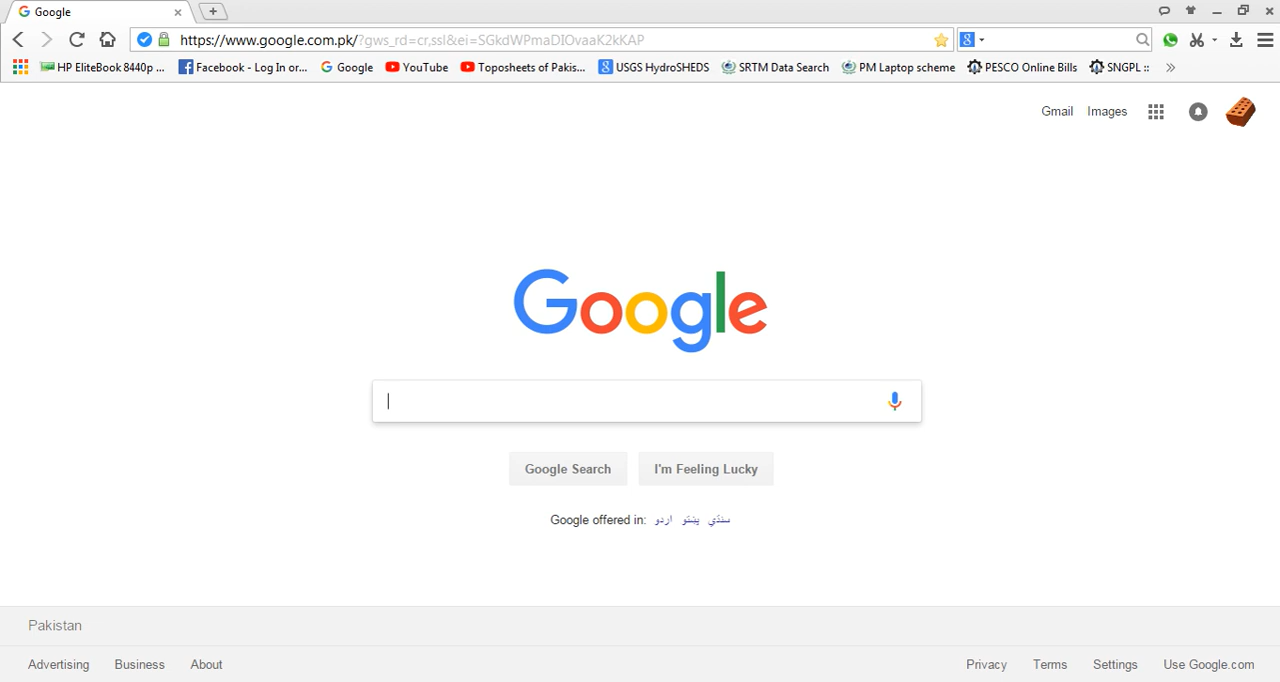 Google
https://www.google.com.pk/?gws_rd=cr,ssl&ei=SGkdWPmaDIOvaaK2kKAP
HP EliteBook 8440p ... Facebook - Log In or... Google YouTube Toposheets of Pakis... USGS HydroSHEDS SRTM Data Search PM Laptop scheme PESCO Online Bills SNGPL ::
Gmail Images
Google
Google Search I'm Feeling Lucky
Google offered in: اردو پښتو سنڌي
Pakistan
Advertising Business About Privacy Terms Settings Use Google.com